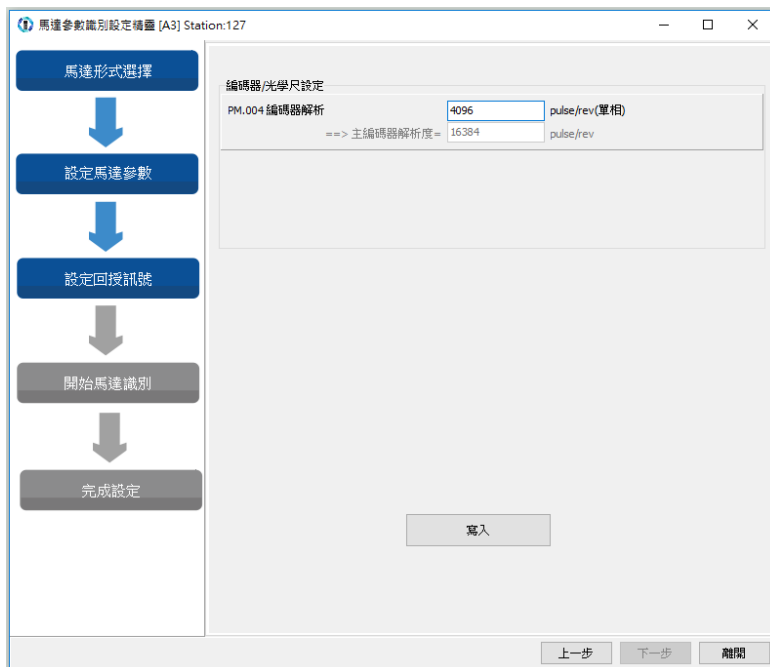 馬達參數識別設定精靈 [A3] Station:127
馬達形式選擇
設定馬達參數
設定回授訊號
開始馬達識別
完成設定
編碼器/光學尺設定
PM.004 編碼器解析 4096 pulse/rev(單相)
==> 主編碼器解析度= 16384 pulse/rev
寫入
上一步 下一步 離開